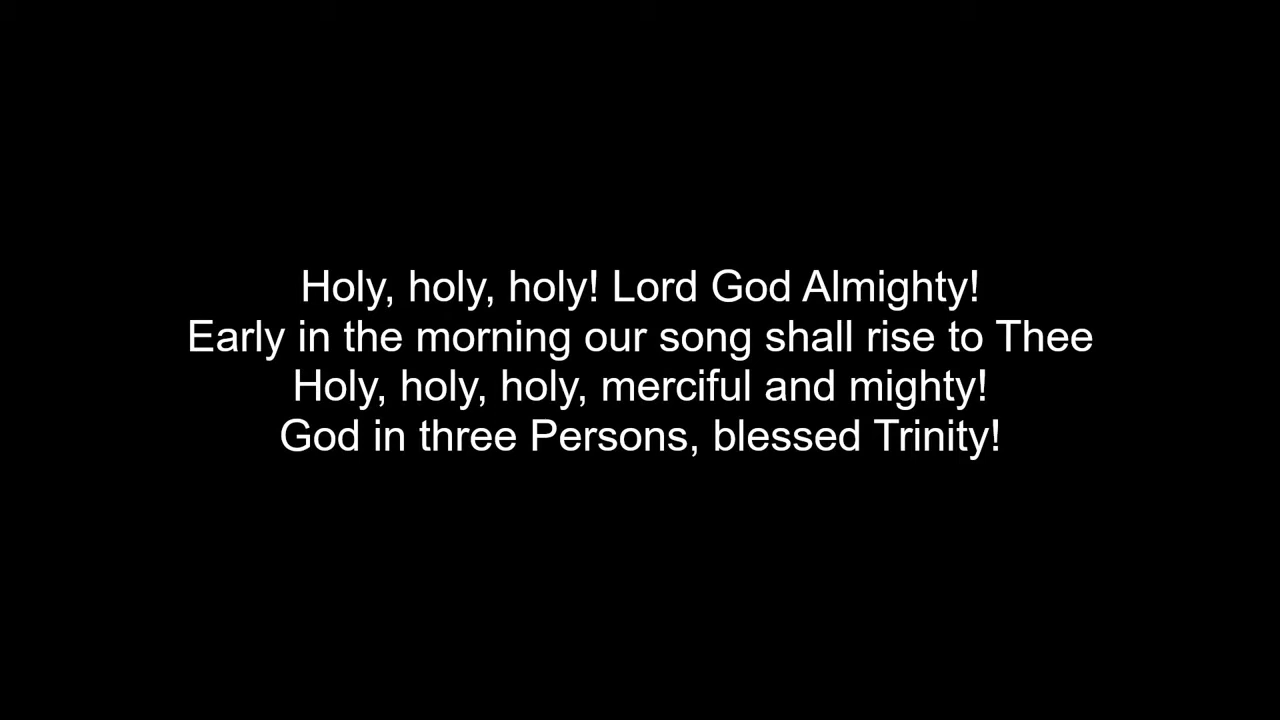 Holy, holy, holy! Lord God Almighty!
Early in the morning our song shall rise to Thee
Holy, holy, holy, merciful and mighty!
God in three Persons, blessed Trinity!